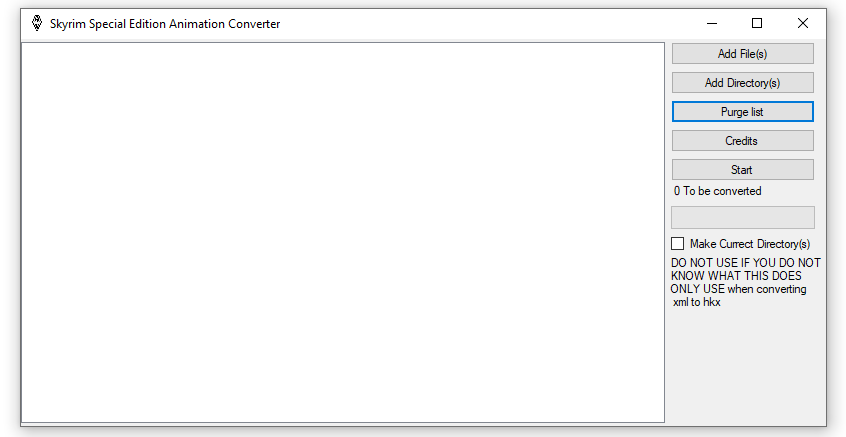 Skyrim Special Edition Animation Converter
Add File(s)
Add Directory(s)
Purge list
Credits
Start
0 To be converted
Make Currect Directory(s)
DO NOT USE IF YOU DO NOT
KNOW WHAT THIS DOES
ONLY USE when converting
xml to hkx